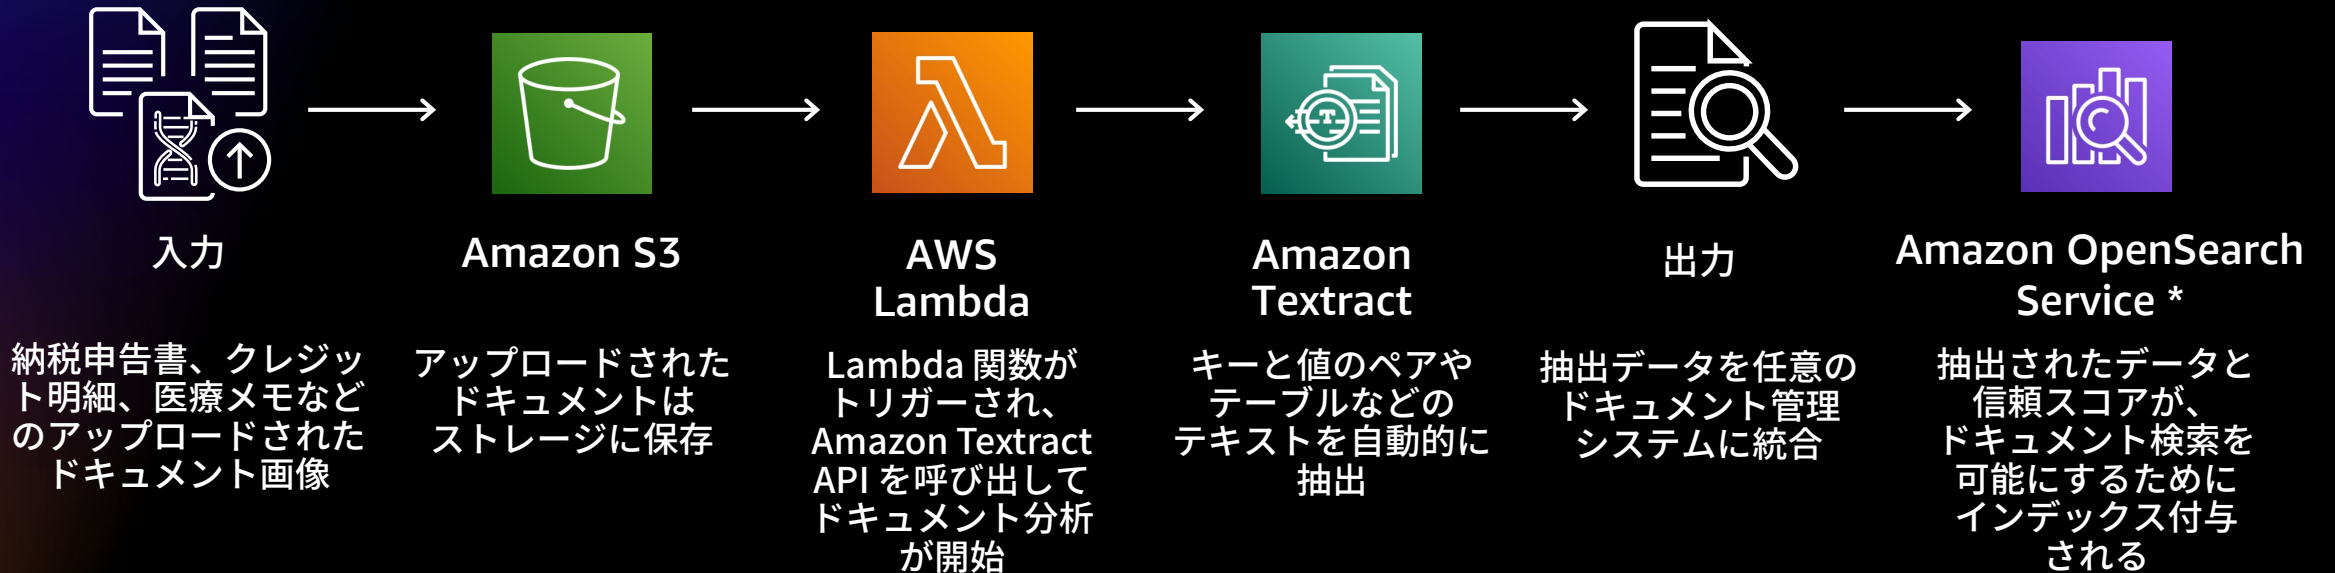 入力
納税申告書、クレジッ
ト明細、医療メモなど
のアップロードされた
ドキュメント画像
Amazon S3
アップロードされた
ドキュメントは
ストレージに保存
AWS
Lambda
Lambda 関数が
トリガーされ、
Amazon Textract
API を呼び出して
ドキュメント分析
が開始
T
Amazon
Textract
キーと値のペアや
テーブルなどの
テキストを自動的に
抽出
出力
抽出データを任意の
ドキュメント管理
システムに統合
Amazon OpenSearch
Service *
抽出されたデータと
信頼スコアが、
ドキュメント検索を
可能にするために
インデックス付与
される